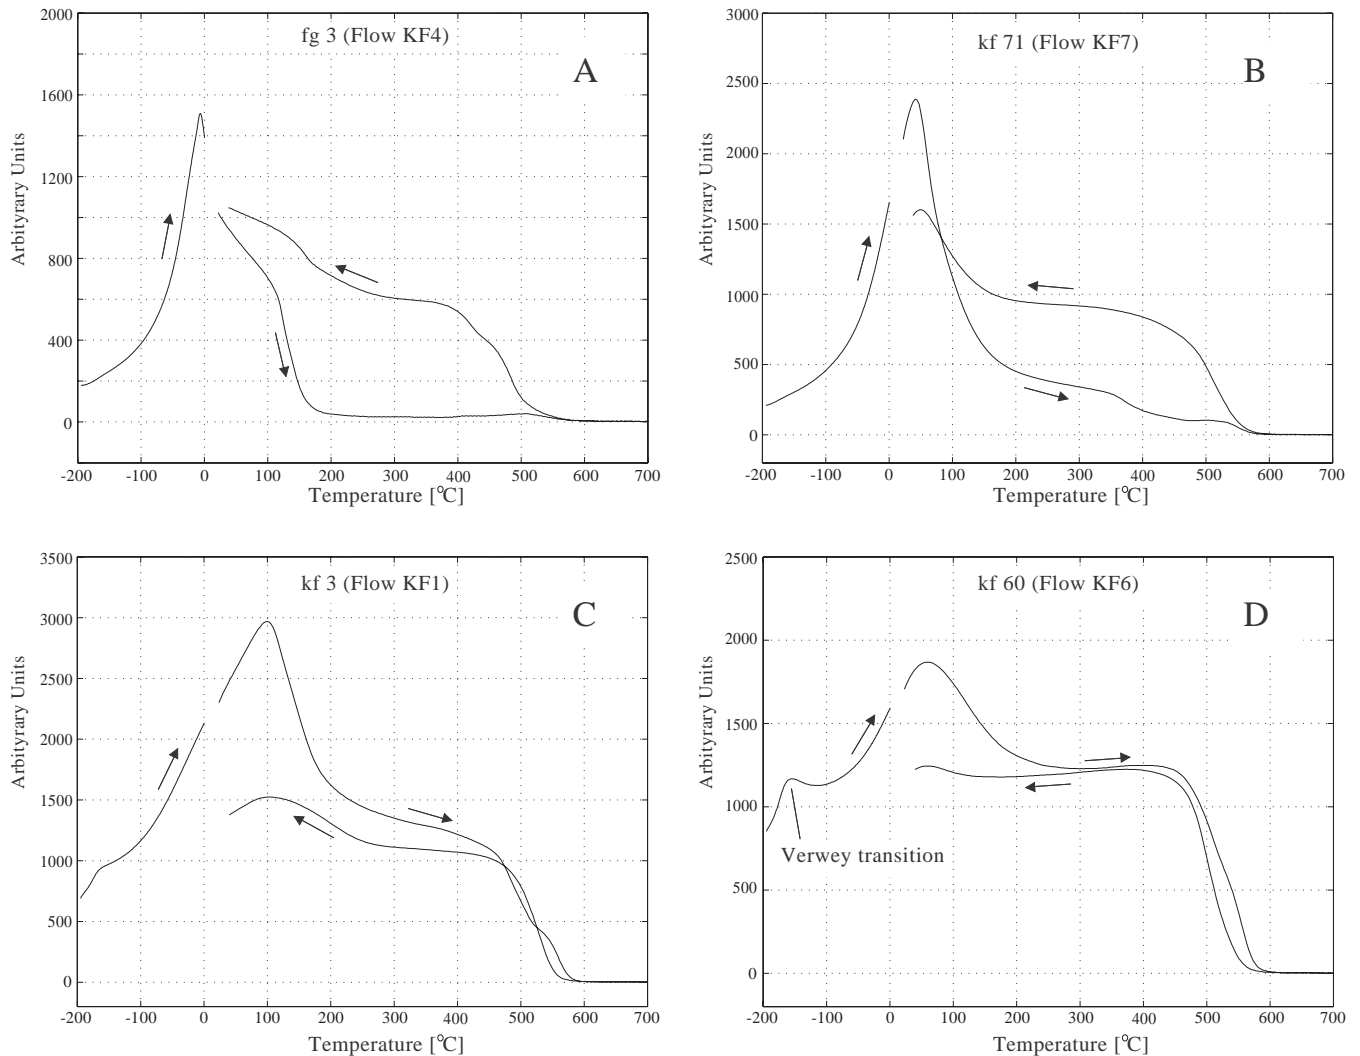 fg 3 (Flow KF4)
A
Arbityrary Units
2000
1600
1200
800
400
0
-200 -100 0 100 200 300 400 500 600 700
Temperature [°C]
kf 71 (Flow KF7)
B
Arbityrary Units
3000
2500
2000
1500
1000
500
0
-200 -100 0 100 200 300 400 500 600 700
Temperature [°C]
kf 3 (Flow KF1)
C
Arbityrary Units
3500
3000
2500
2000
1500
1000
500
0
-200 -100 0 100 200 300 400 500 600 700
Temperature [°C]
kf 60 (Flow KF6)
D
Arbityrary Units
2500
2000
1500
1000
500
0
Verwey transition
-200 -100 0 100 200 300 400 500 600 700
Temperature [°C]